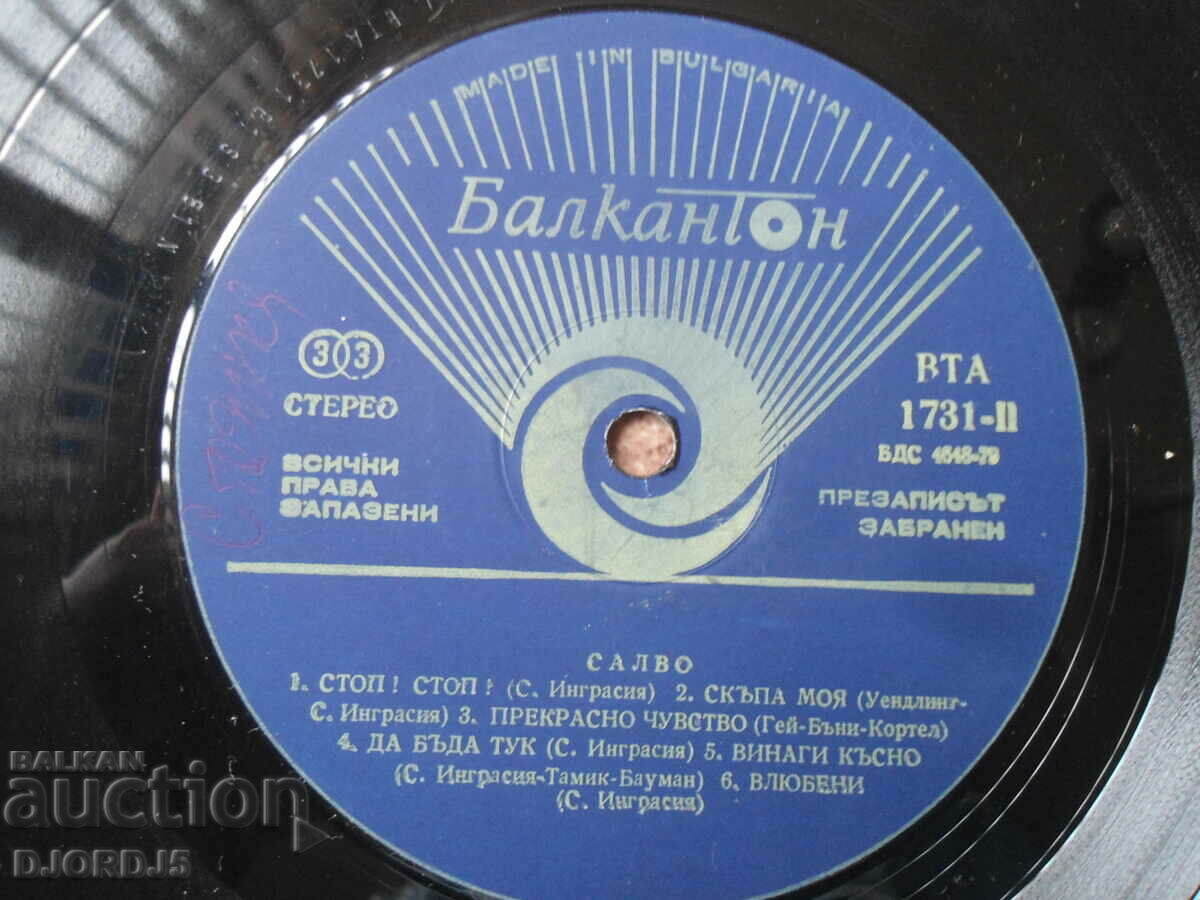 MADE IN BULGARIA
БалканТон
33
СТЕРЕО
ВСИЧКИ
ПРАВА
ЗАПАЗЕНИ
ВТА
1731-II
БДС 4848-79
ПРЕЗАПИСЪТ
ЗАБРАНЕН
САЛВО
1. СТОП! СТОП! (С. Инграсия) 2. СКЪПА МОЯ (Уендлинг-
С. Инграсия) 3. ПРЕКРАСНО ЧУВСТВО (Гей-Бъни-Кортел)
4. ДА БЪДА ТУК (С. Инграсия) 5. ВИНАГИ КЪСНО
(С. Инграсия-Тамик-Бауман) 6. ВЛЮБЕНИ
(С. Инграсия)
BALKAN
auction
DJORDJ5